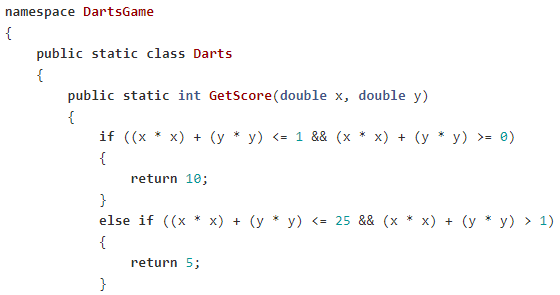 namespace DartsGame
{
    public static class Darts
    {
        public static int GetScore(double x, double y)
        {
            if ((x * x) + (y * y) <= 1 && (x * x) + (y * y) >= 0)
            {
                return 10;
            }
            else if ((x * x) + (y * y) <= 25 && (x * x) + (y * y) > 1)
            {
                return 5;
            }